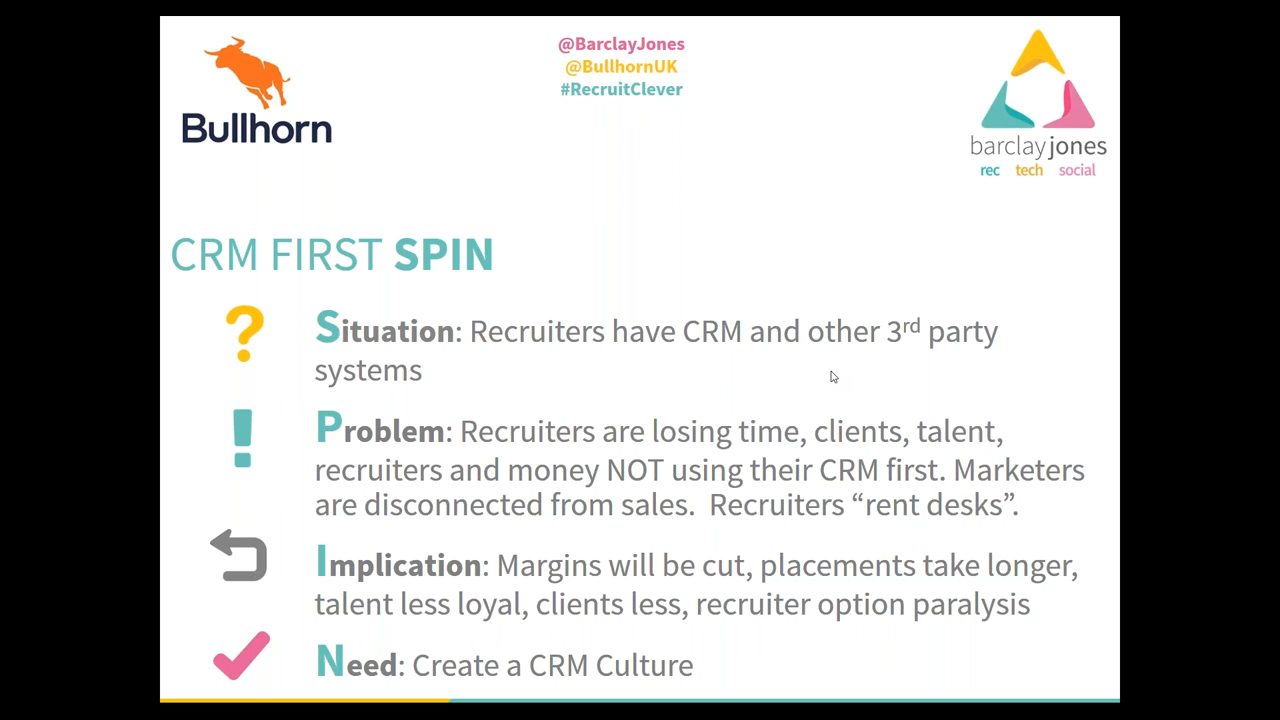 @BarclayJones
@BullhornUK
#RecruitClever
Bullhorn
barclayjones
rec tech social
CRM FIRST SPIN
?
Situation: Recruiters have CRM and other 3rd party
systems
!
Problem: Recruiters are losing time, clients, talent,
recruiters and money NOT using their CRM first. Marketers
are disconnected from sales.  Recruiters “rent desks”.
Implication: Margins will be cut, placements take longer,
talent less loyal, clients less, recruiter option paralysis
Need: Create a CRM Culture